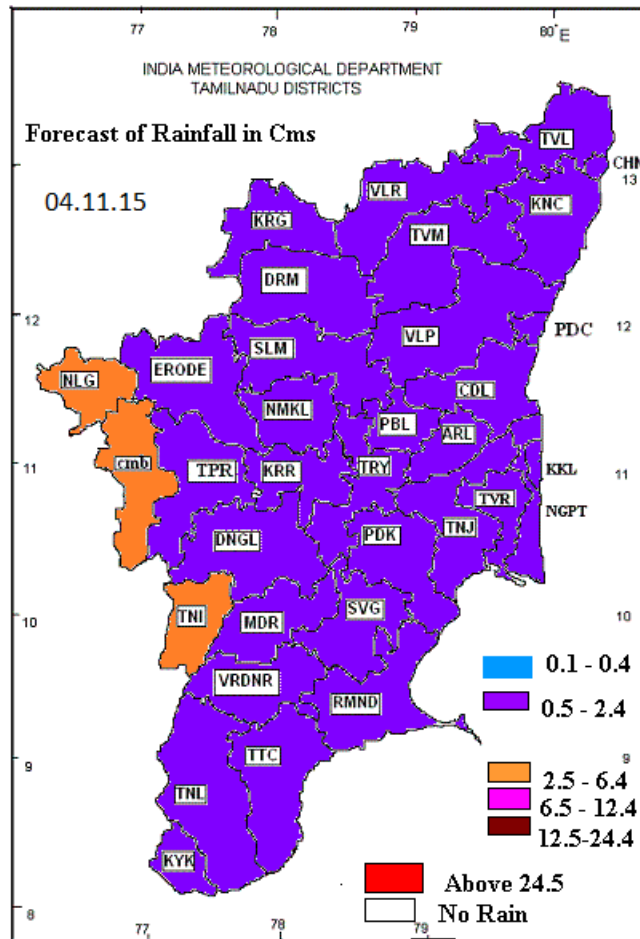 77 78 79 80°E
INDIA METEOROLOGICAL DEPARTMENT
TAMILNADU DISTRICTS
Forecast of Rainfall in Cms
04.11.15
TVL
CHN
13
VLR
KNC
KRG
TVM
DRM
12
12
PDC
VLP
SLM
ERODE
NLG
CDL
NMKL
PBL
ARL
cmb
TPR
KRR
TRY
11
KKL
11
TVR
NGPT
DNGL
PDK
TNJ
10
TNI
MDR
SVG
10
0.1 - 0.4
VRDNR
RMND
0.5 - 2.4
9
TTC
9
2.5 - 6.4
TNL
6.5 - 12.4
12.5-24.4
KYK
Above 24.5
8
No Rain
77 78 79